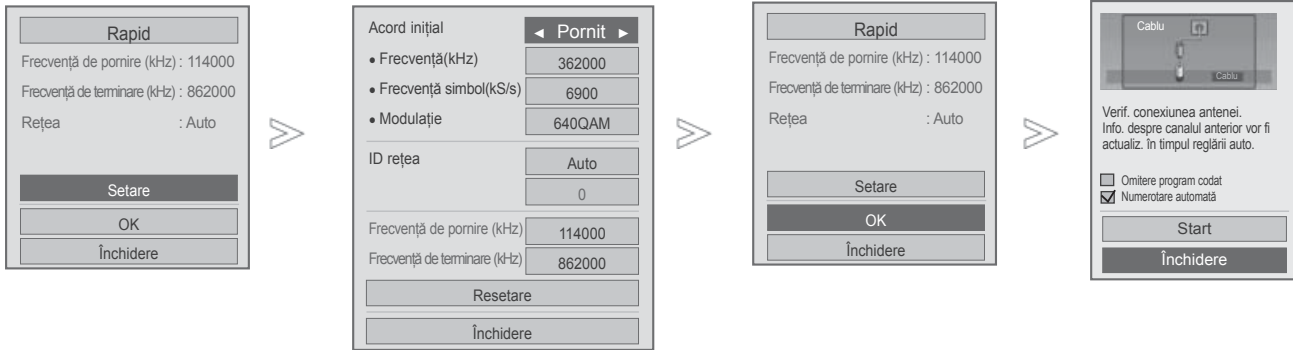 Rapid
Frecvență de pornire (kHz) : 114000
Frecvență de terminare (kHz) : 862000
Rețea : Auto
Setare
OK
Închidere
Acord inițial ◄ Pornit ►
• Frecvență(kHz) 362000
• Frecvență simbol(kS/s) 6900
• Modulație 640QAM
ID rețea Auto
0
Frecvență de pornire (kHz) 114000
Frecvență de terminare (kHz) 862000
Resetare
Închidere
Rapid
Frecvență de pornire (kHz) : 114000
Frecvență de terminare (kHz) : 862000
Rețea : Auto
Setare
OK
Închidere
Cablu
Cablu
Verif. conexiunea antenei.
Info. despre canalul anterior vor fi
actualiz. în timpul reglării auto.
Omitere program codat
Numerotare automată
Start
Închidere